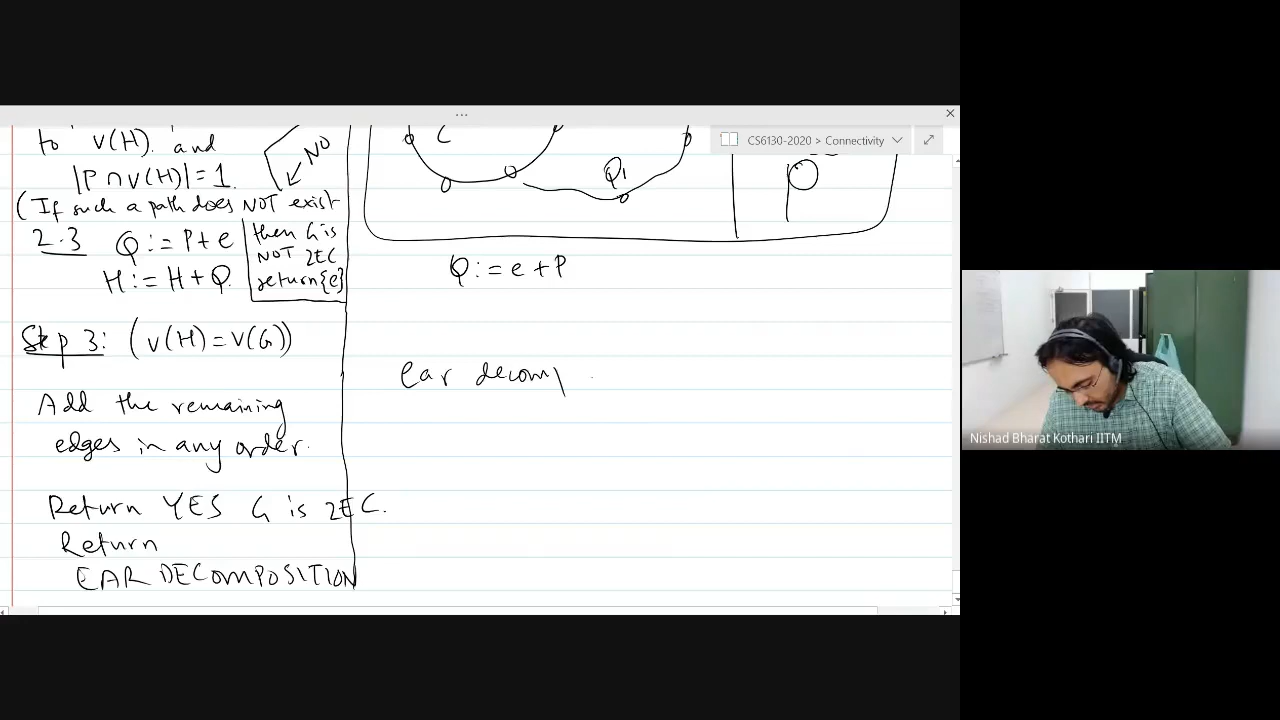 CS6130-2020 > Connectivity
to V(H). and
|P ∩ V(H)| = 1.
NO
(If such a path does NOT exist
then G is
NOT 2EC
return{e}
2.3 Q := P + e
H := H + Q.
Step 3: (V(H) = V(G))
Add the remaining
edges in any order.
Return YES G is 2EC.
Return
EAR DECOMPOSITION
C
Q1
P
Q := e + P
Ear decomp
Nishad Bharat Kothari IITM